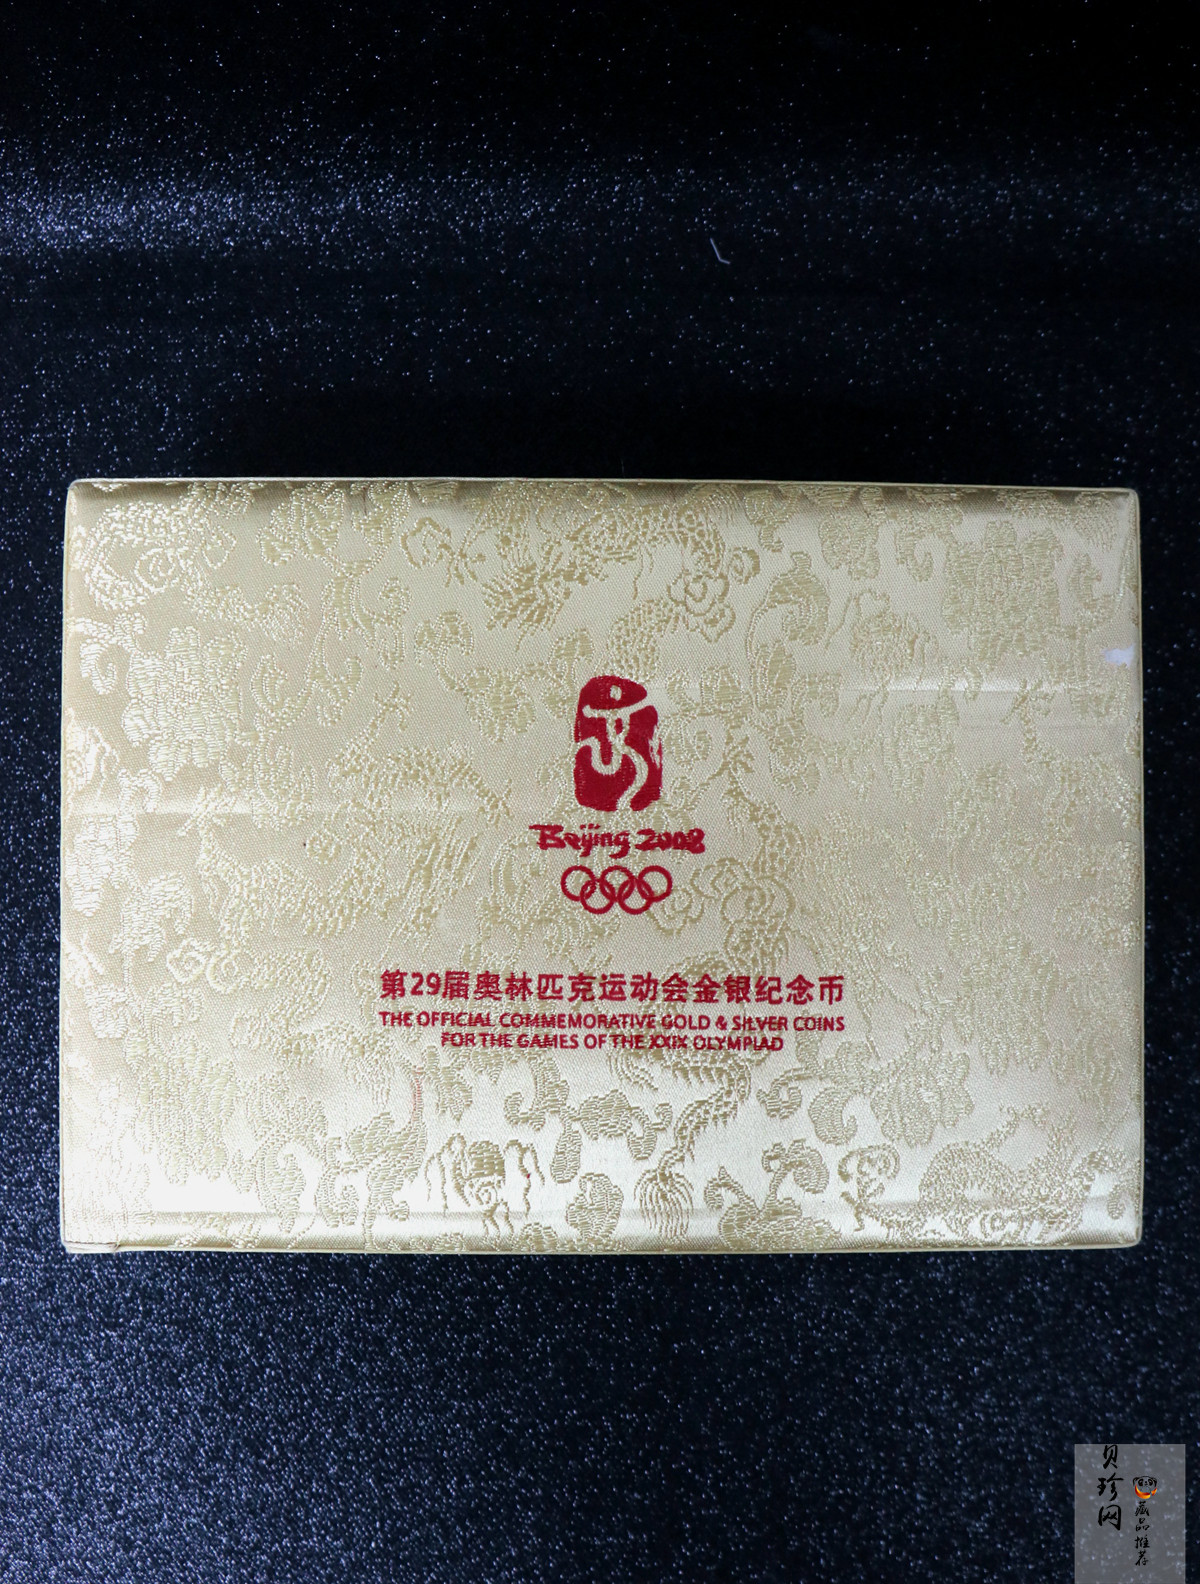 Beijing 2008
第29届奥林匹克运动会金银纪念币
THE OFFICIAL COMMEMORATIVE GOLD & SILVER COINS
FOR THE GAMES OF THE XXIX OLYMPIAD
贝珍网
藏品推荐